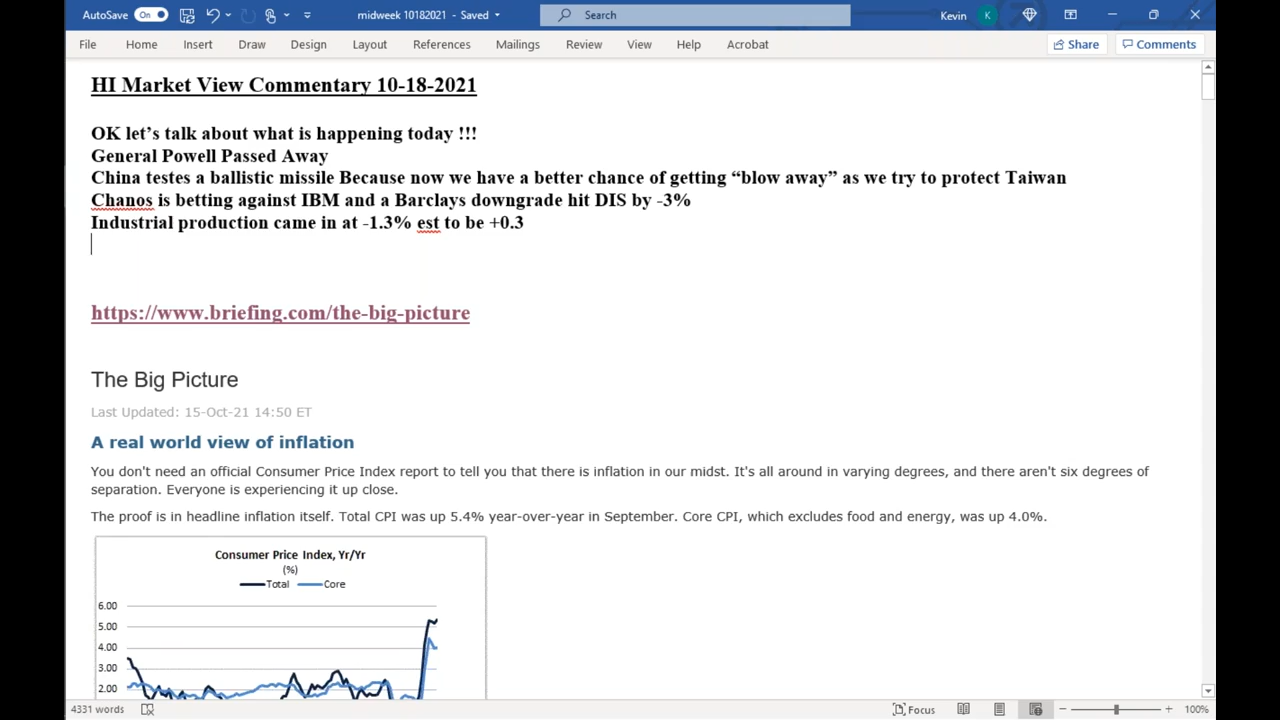 AutoSave On midweek 10182021 - Saved Search Kevin K
File Home Insert Draw Design Layout References Mailings Review View Help Acrobat Share Comments
HI Market View Commentary 10-18-2021
OK let’s talk about what is happening today !!!
General Powell Passed Away
China testes a ballistic missile Because now we have a better chance of getting “blow away” as we try to protect Taiwan
Chanos is betting against IBM and a Barclays downgrade hit DIS by -3%
Industrial production came in at -1.3% est to be +0.3
https://www.briefing.com/the-big-picture
The Big Picture
Last Updated: 15-Oct-21 14:50 ET
A real world view of inflation
You don't need an official Consumer Price Index report to tell you that there is inflation in our midst. It's all around in varying degrees, and there aren't six degrees of
separation. Everyone is experiencing it up close.
The proof is in headline inflation itself. Total CPI was up 5.4% year-over-year in September. Core CPI, which excludes food and energy, was up 4.0%.
Consumer Price Index, Yr/Yr
(%)
Total Core
6.00
5.00
4.00
3.00
2.00
4331 words Focus 100%